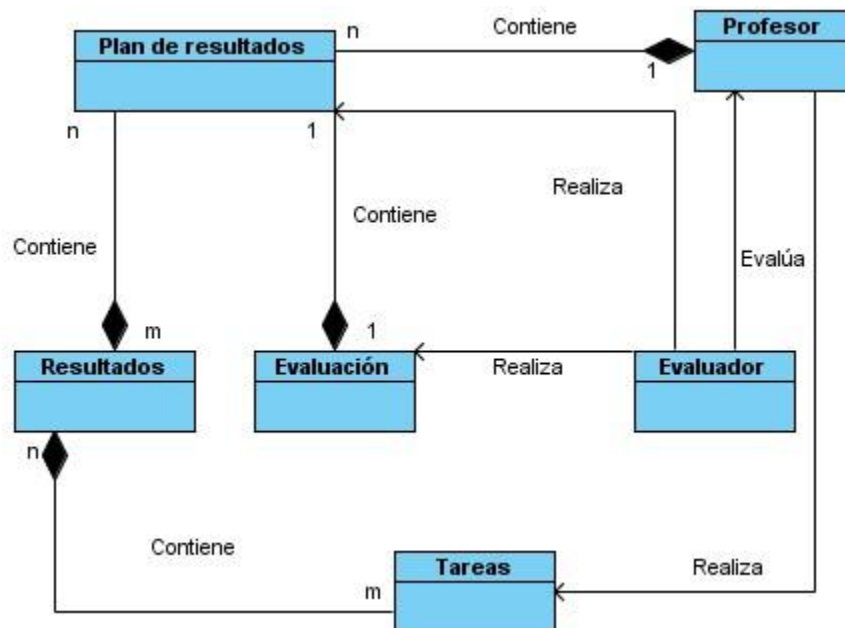 n
Contiene
Profesor
Plan de resultados
1
n
1
Realiza
Contiene
Contiene
Evalúa
m
1
Resultados
Evaluación
Realiza
Evaluador
n
Contiene
Tareas
Realiza
m